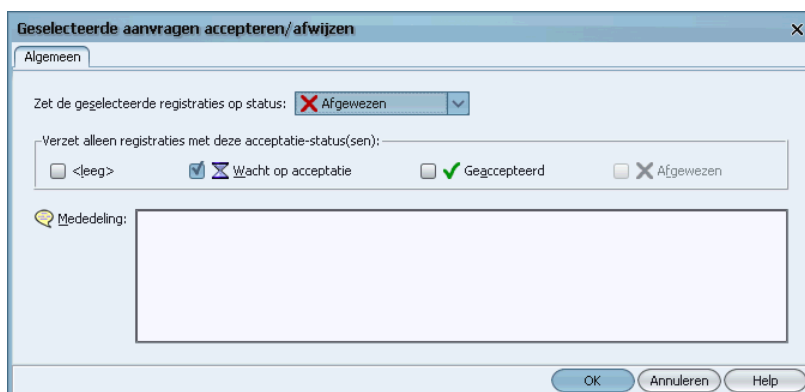 Geselecteerde aanvragen accepteren/afwijzen
Algemeen
Zet de geselecteerde registraties op status: Afgewezen
Verzet alleen registraties met deze acceptatie-status(sen):
<leeg> Wacht op acceptatie Geaccepteerd Afgewezen
Mededeling:
OK Annuleren Help